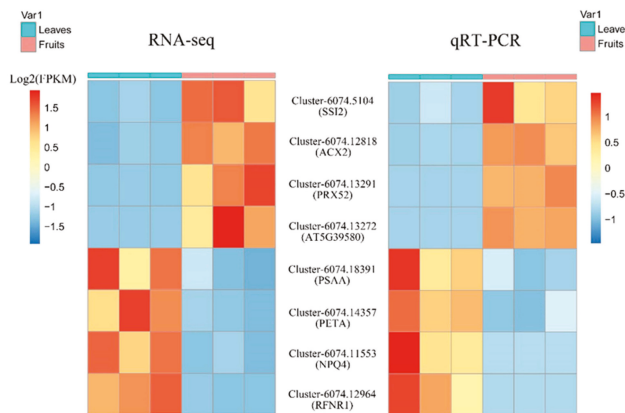 Var1
Leaves
Fruits
RNA-seq
qRT-PCR
Var1
Leave
Fruits
Log2(FPKM)
1.5
1
0.5
0
−0.5
−1
−1.5
Cluster-6074.5104
(SSI2)
Cluster-6074.12818
(ACX2)
Cluster-6074.13291
(PRX52)
Cluster-6074.13272
(AT5G39580)
Cluster-6074.18391
(PSAA)
Cluster-6074.14357
(PETA)
Cluster-6074.11553
(NPQ4)
Cluster-6074.12964
(RFNR1)
1
0.5
0
−0.5
−1